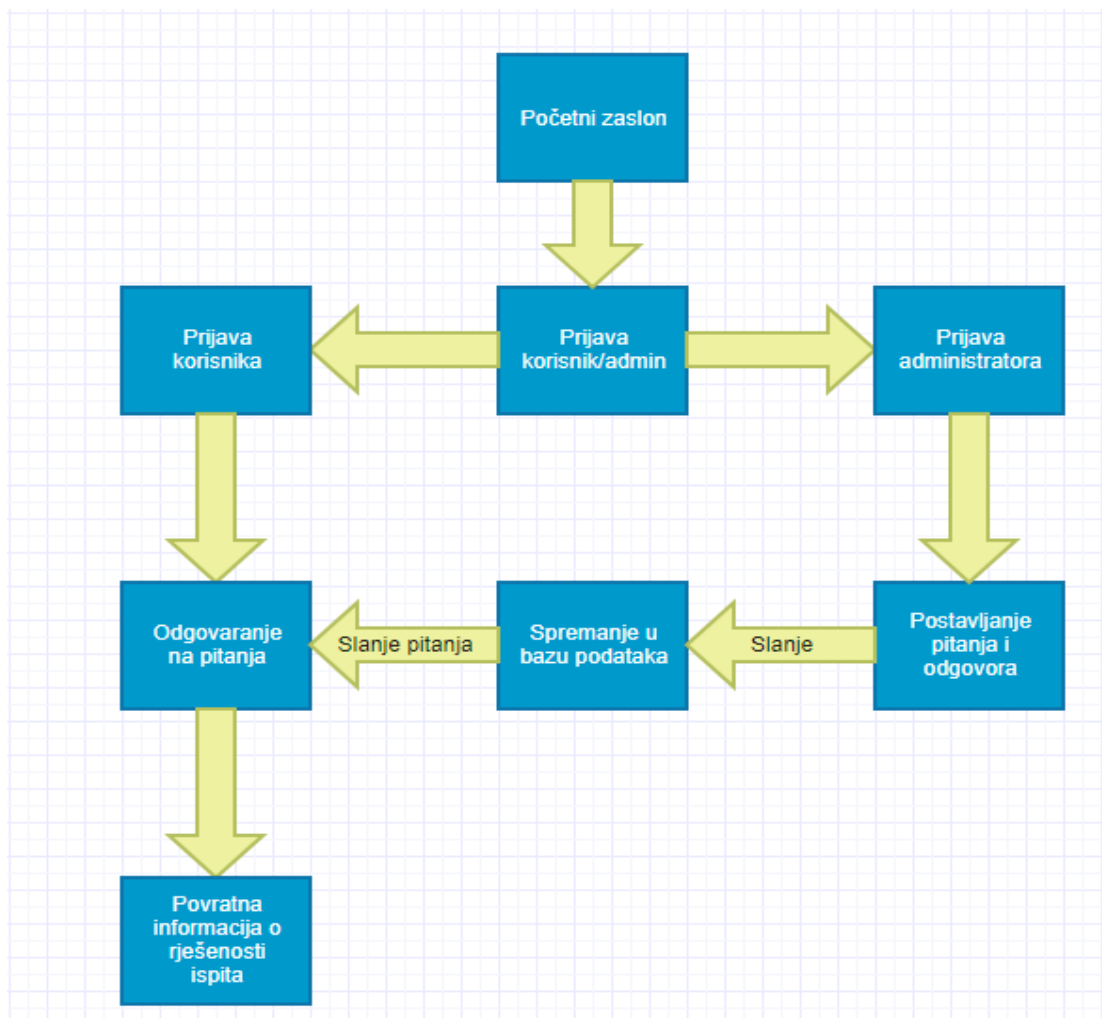 Početni zaslon
Prijava
korisnika
Prijava
korisnik/admin
Prijava
administratora
Odgovaranje
na pitanja
Slanje pitanja
Spremanje u
bazu podataka
Slanje
Postavljanje
pitanja i
odgovora
Povratna
informacija o
rješenosti
ispita